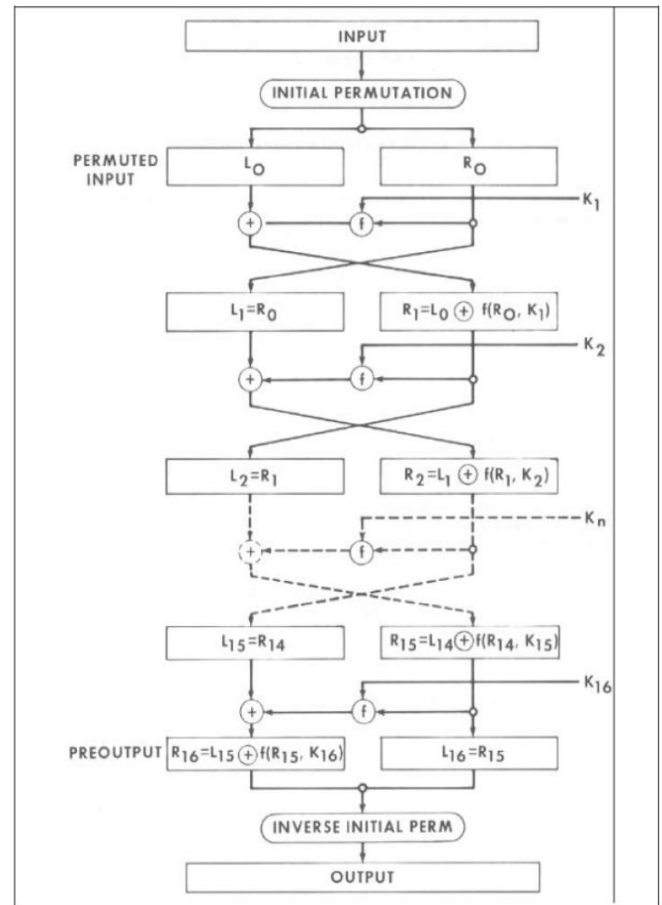 INPUT
INITIAL PERMUTATION
PERMUTED
INPUT
L₀
R₀
K₁
+
f
L₁=R₀
R₁=L₀ ⊕ f(R₀, K₁)
K₂
+
f
L₂=R₁
R₂=L₁ ⊕ f(R₁, K₂)
Kₙ
+
f
L₁₅=R₁₄
R₁₅=L₁₄⊕f(R₁₄, K₁₅)
K₁₆
+
f
PREOUTPUT
R₁₆=L₁₅⊕f(R₁₅, K₁₆)
L₁₆=R₁₅
INVERSE INITIAL PERM
OUTPUT